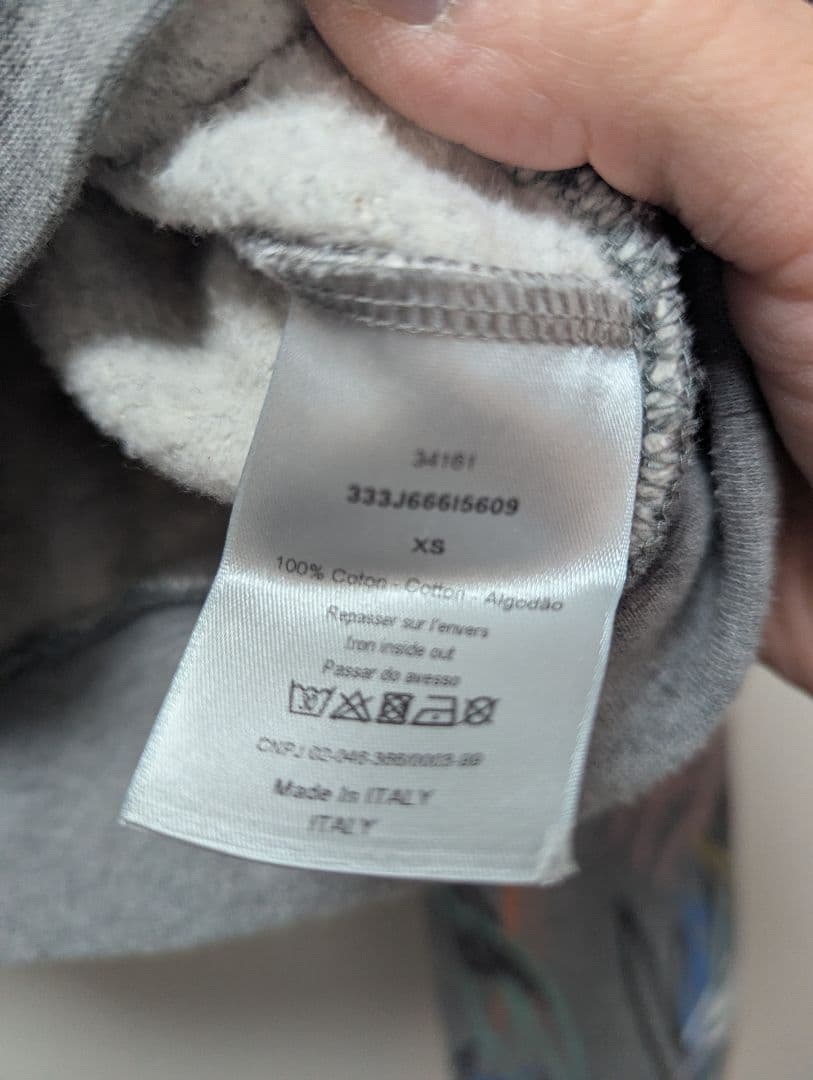 34161
333J666I5609
XS
100% Coton - Cotton - Algodão
Repasser sur l'envers
Iron inside out
Passar do avesso
CNPJ
Made in ITALY
ITALY